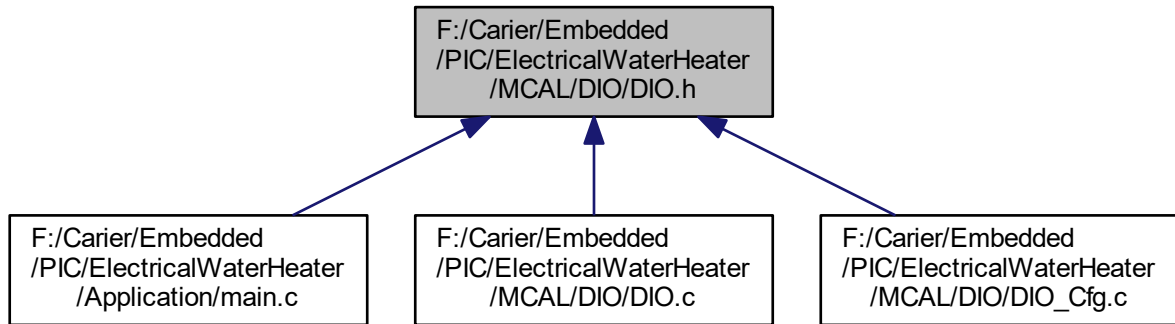 F:/Carier/Embedded
/PIC/ElectricalWaterHeater
/MCAL/DIO/DIO.h
F:/Carier/Embedded
/PIC/ElectricalWaterHeater
/Application/main.c
F:/Carier/Embedded
/PIC/ElectricalWaterHeater
/MCAL/DIO/DIO.c
F:/Carier/Embedded
/PIC/ElectricalWaterHeater
/MCAL/DIO/DIO_Cfg.c